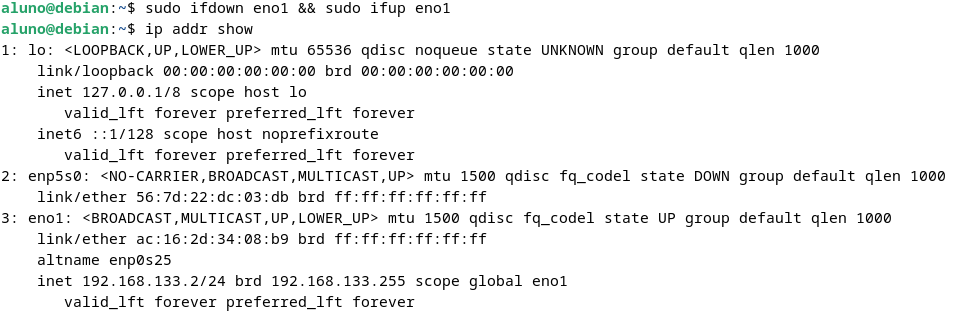 aluno@debian:~$ sudo ifdown eno1 && sudo ifup eno1
aluno@debian:~$ ip addr show
1: lo: <LOOPBACK,UP,LOWER_UP> mtu 65536 qdisc noqueue state UNKNOWN group default qlen 1000
    link/loopback 00:00:00:00:00:00 brd 00:00:00:00:00:00
    inet 127.0.0.1/8 scope host lo
       valid_lft forever preferred_lft forever
    inet6 ::1/128 scope host noprefixroute
       valid_lft forever preferred_lft forever
2: enp5s0: <NO-CARRIER,BROADCAST,MULTICAST,UP> mtu 1500 qdisc fq_codel state DOWN group default qlen 1000
    link/ether 56:7d:22:dc:03:db brd ff:ff:ff:ff:ff:ff
3: eno1: <BROADCAST,MULTICAST,UP,LOWER_UP> mtu 1500 qdisc fq_codel state UP group default qlen 1000
    link/ether ac:16:2d:34:08:b9 brd ff:ff:ff:ff:ff:ff
    altname enp0s25
    inet 192.168.133.2/24 brd 192.168.133.255 scope global eno1
       valid_lft forever preferred_lft forever